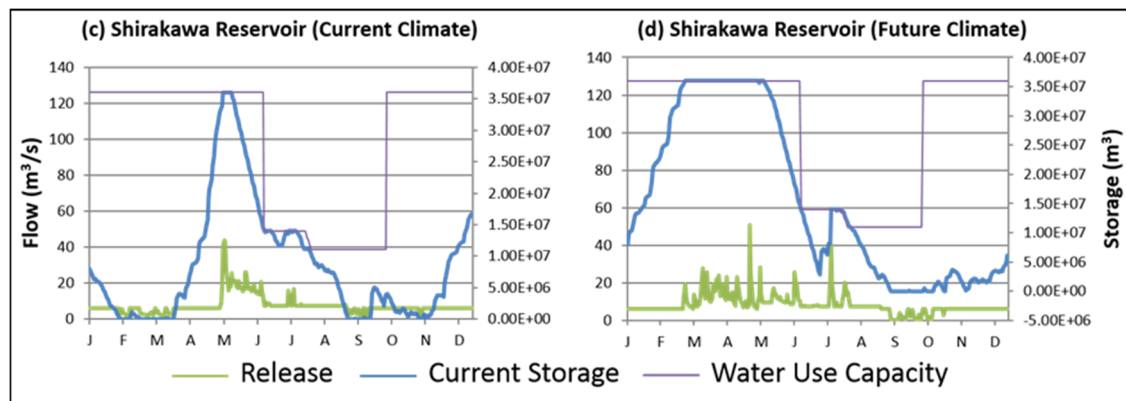 (c) Shirakawa Reservoir (Current Climate)
140
120
100
80
60
40
20
0
Flow (m³/s)
4.00E+07
3.50E+07
3.00E+07
2.50E+07
2.00E+07
1.50E+07
1.00E+07
5.00E+06
0.00E+00
J F M A M J J A S O N D
(d) Shirakawa Reservoir (Future Climate)
140
120
100
80
60
40
20
0
4.00E+07
3.50E+07
3.00E+07
2.50E+07
2.00E+07
1.50E+07
1.00E+07
5.00E+06
0.00E+00
-5.00E+06
Storage (m³)
J F M A M J J A S O N D
Release Current Storage Water Use Capacity